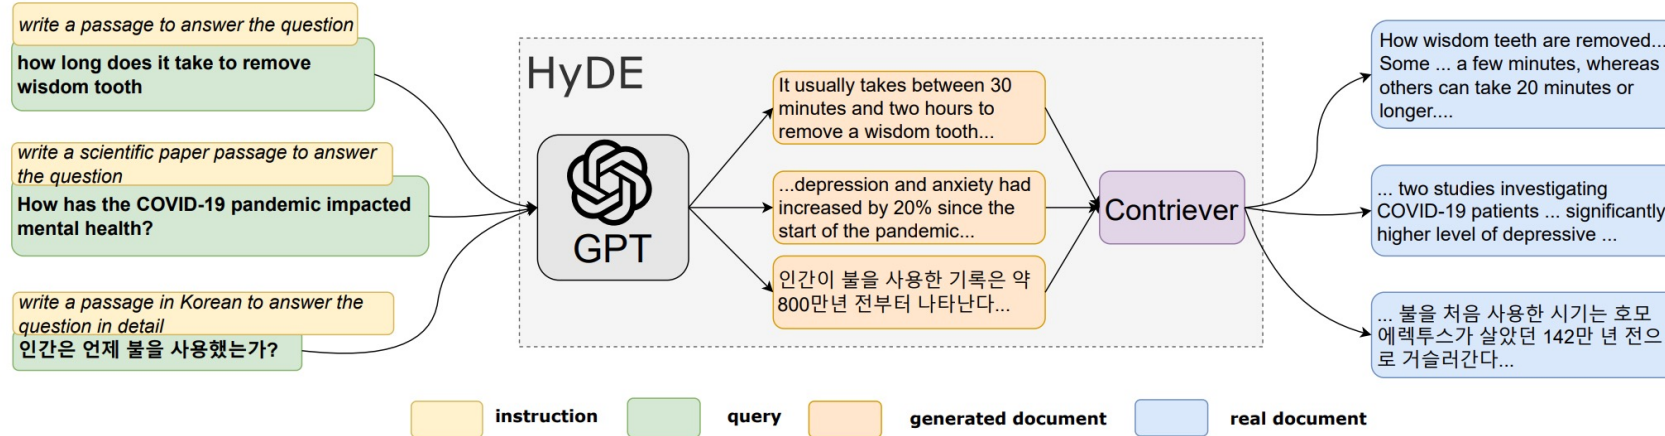 write a passage to answer the question
how long does it take to remove
wisdom tooth
write a scientific paper passage to answer
the question
How has the COVID-19 pandemic impacted
mental health?
write a passage in Korean to answer the
question in detail
인간은 언제 불을 사용했는가?
HyDE
GPT
It usually takes between 30
minutes and two hours to
remove a wisdom tooth...
...depression and anxiety had
increased by 20% since the
start of the pandemic...
인간이 불을 사용한 기록은 약
800만년 전부터 나타난다...
Contriever
How wisdom teeth are removed...
Some ... a few minutes, whereas
others can take 20 minutes or
longer....
... two studies investigating
COVID-19 patients ... significantly
higher level of depressive ...
... 불을 처음 사용한 시기는 호모
에렉투스가 살았던 142만 년 전으
로 거슬러간다...
instruction
query
generated document
real document